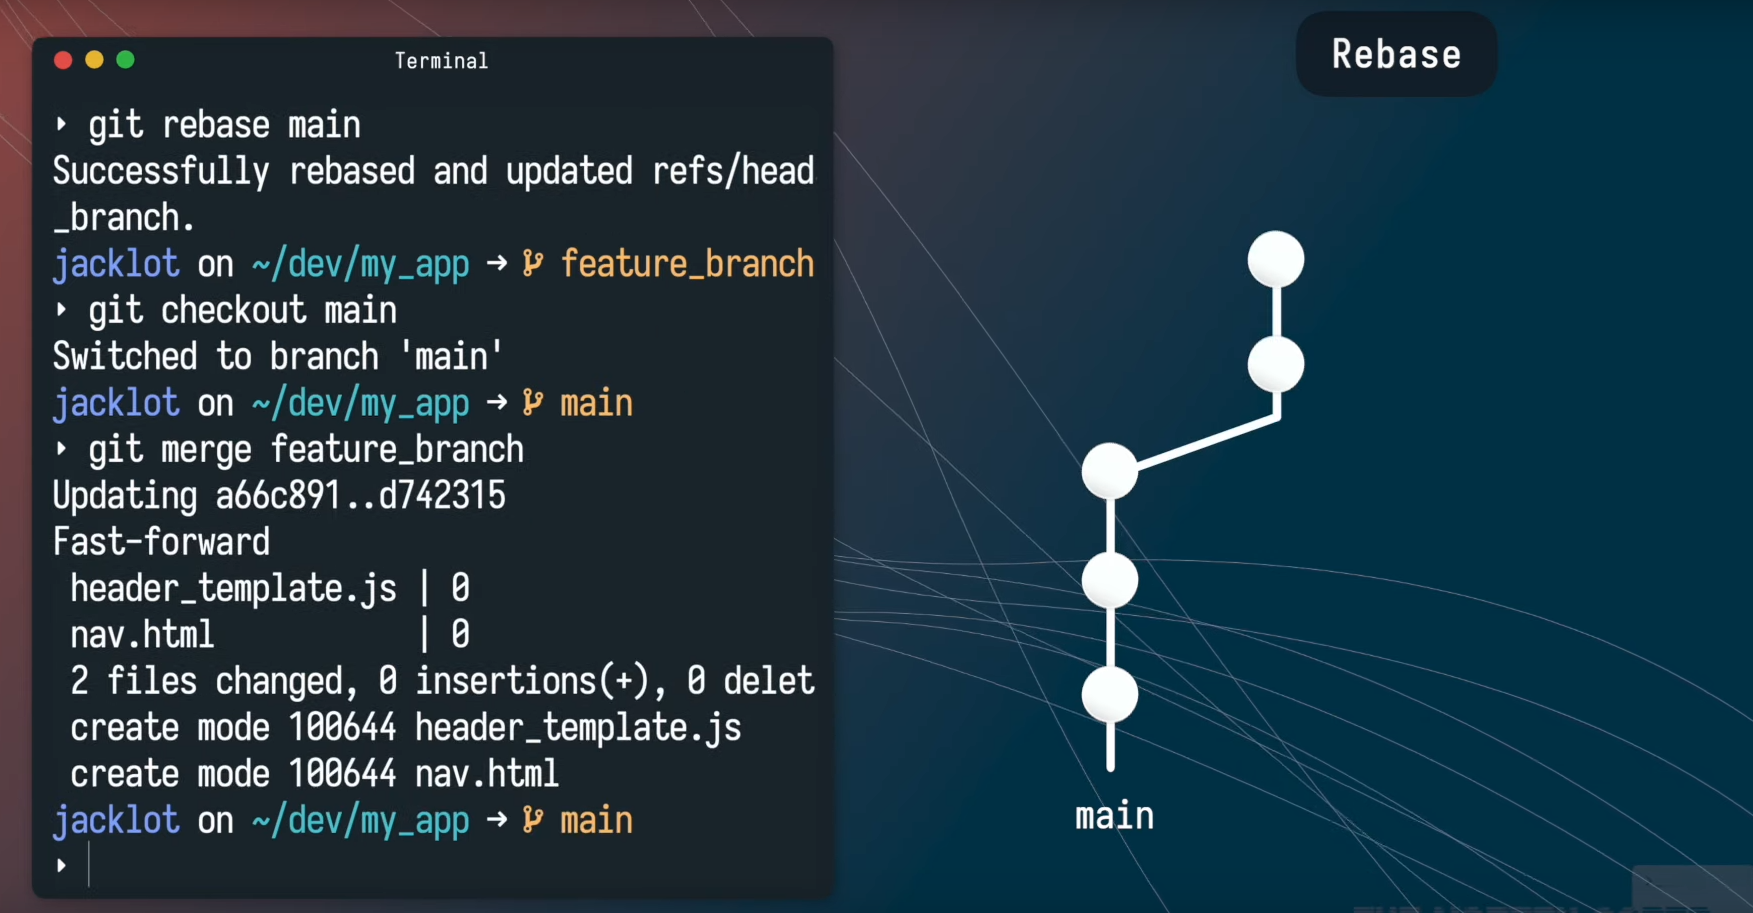 Terminal
Rebase
‣ git rebase main
Successfully rebased and updated refs/head
_branch.
jacklot on ~/dev/my_app → feature_branch
‣ git checkout main
Switched to branch 'main'
jacklot on ~/dev/my_app → main
‣ git merge feature_branch
Updating a66c891..d742315
Fast-forward
header_template.js | 0
nav.html | 0
2 files changed, 0 insertions(+), 0 delet
create mode 100644 header_template.js
create mode 100644 nav.html
jacklot on ~/dev/my_app → main
‣
main